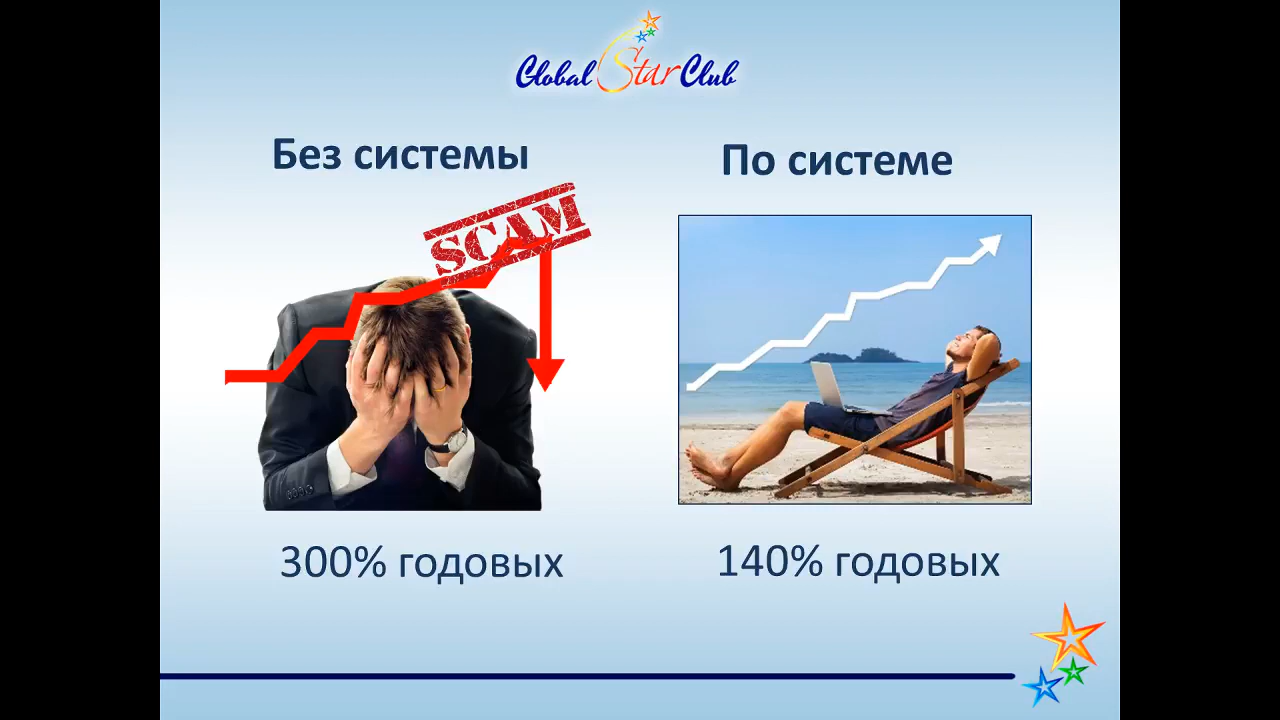 Global Star Club
Без системы
По системе
SCAM
300% годовых
140% годовых